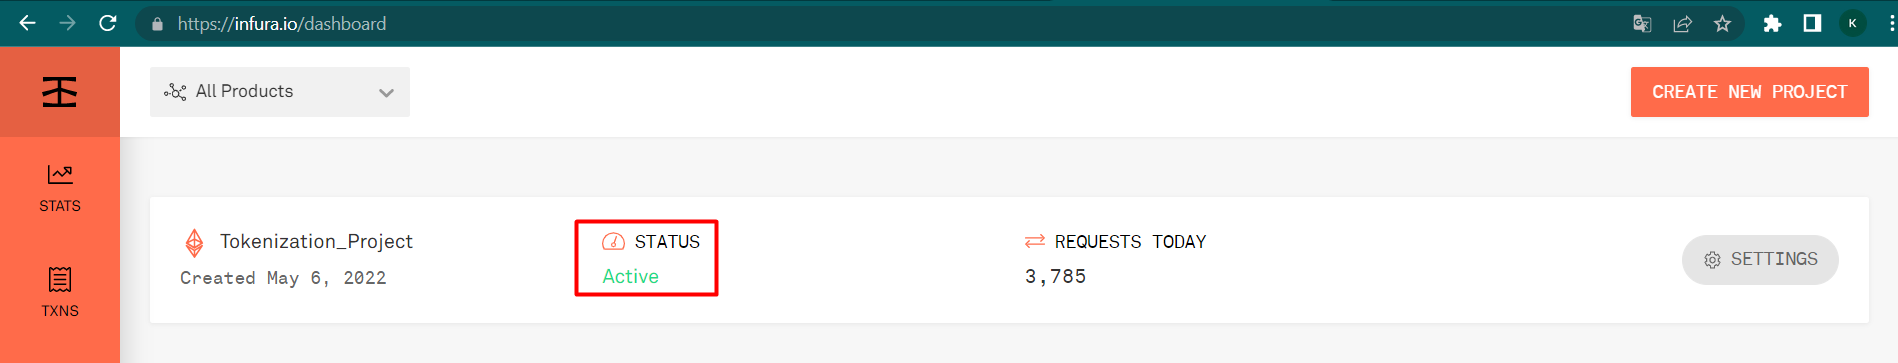 https://infura.io/dashboard
K
All Products
CREATE NEW PROJECT
STATS
TXNS
Tokenization_Project
Created May 6, 2022
STATUS
Active
REQUESTS TODAY
3,785
SETTINGS